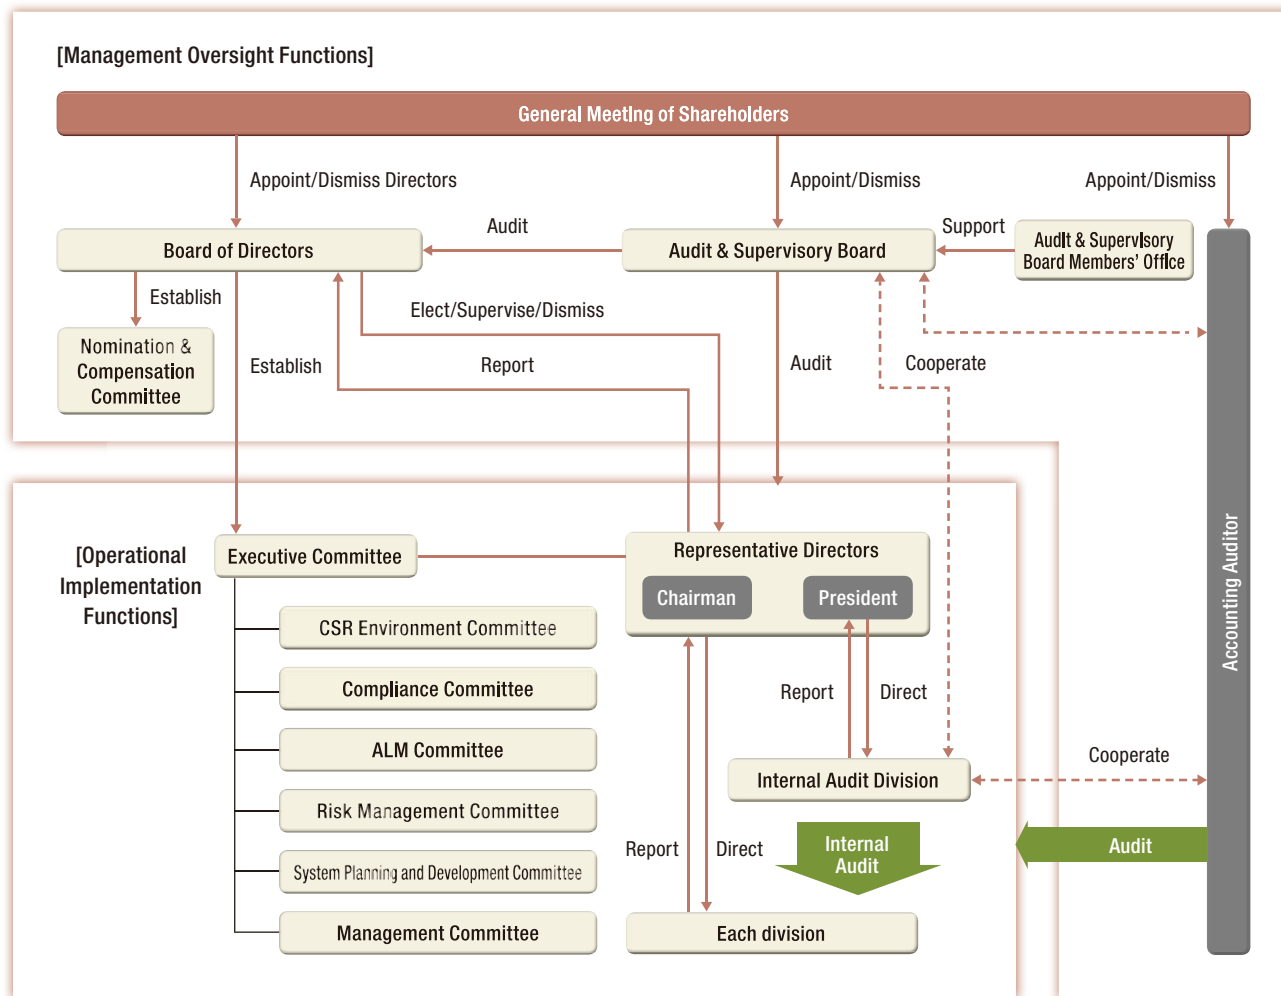 [Management Oversight Functions]
General Meeting of Shareholders
Appoint/Dismiss Directors
Appoint/Dismiss
Appoint/Dismiss
Board of Directors
Audit
Audit & Supervisory Board
Support
Audit & Supervisory
Board Members' Office
Establish
Elect/Supervise/Dismiss
Nomination &
Compensation
Committee
Establish
Report
Audit
Cooperate
Accounting Auditor
[Operational
Implementation
Functions]
Executive Committee
Representative Directors
Chairman
President
CSR Environment Committee
Compliance Committee
Report
Direct
ALM Committee
Internal Audit Division
Cooperate
Risk Management Committee
Report
Direct
Internal
Audit
Audit
System Planning and Development Committee
Management Committee
Each division